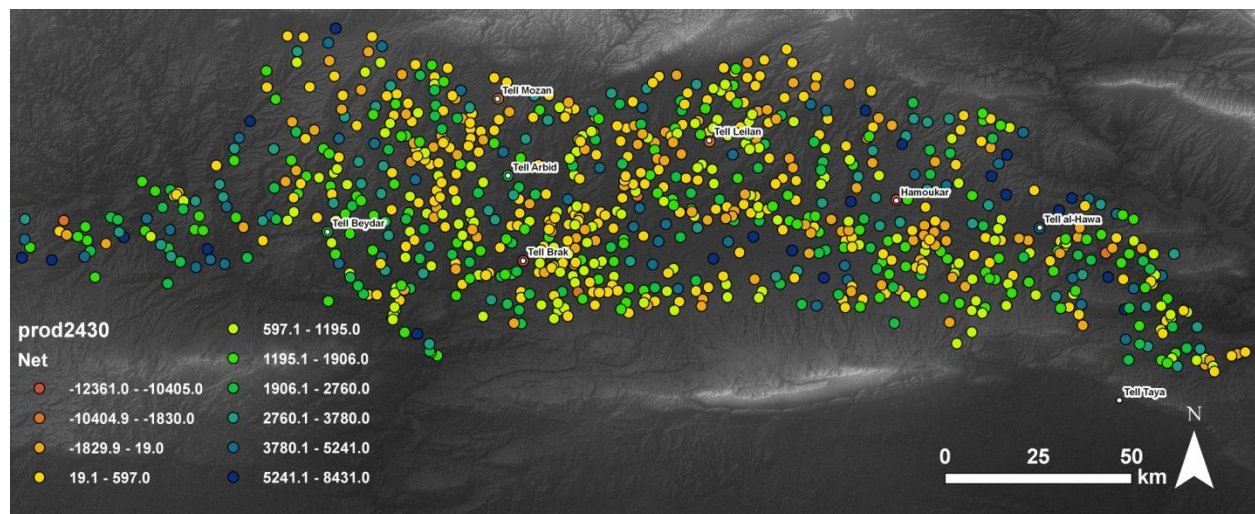 Tell Mozan
Tell Leilan
Tell Arbid
Hamoukar
Tell al-Hawa
Tell Beydar
Tell Brak
prod2430
Net
-12361.0 - -10405.0
-10404.9 - -1830.0
-1829.9 - 19.0
19.1 - 597.0
597.1 - 1195.0
1195.1 - 1906.0
1906.1 - 2760.0
2760.1 - 3780.0
3780.1 - 5241.0
5241.1 - 8431.0
Tell Taya
N
0 25 50
km